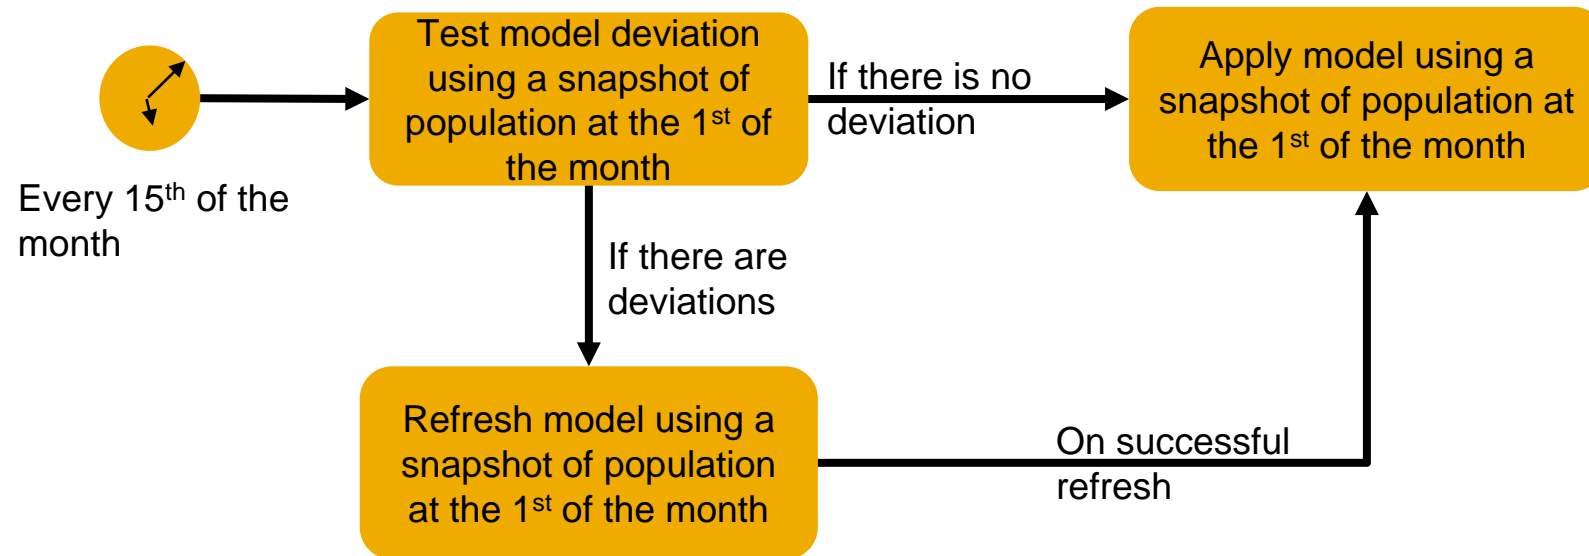 Test model deviation
using a snapshot of
population at the 1st of
the month
If there is no
deviation
Apply model using a
snapshot of population at
the 1st of the month
Every 15th of the
month
If there are
deviations
Refresh model using a
snapshot of population
at the 1st of the month
On successful
refresh